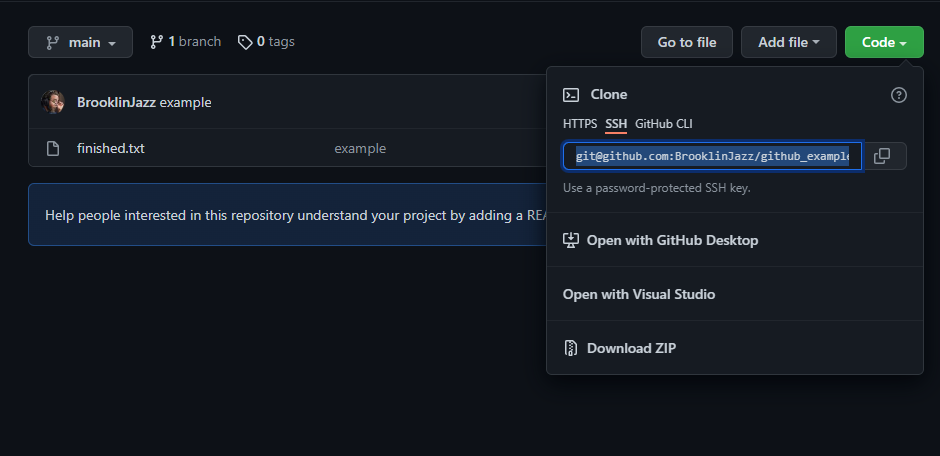 main 1 branch 0 tags Go to file Add file Code
BrooklinJazz example
finished.txt example
Help people interested in this repository understand your project by adding a
Clone
HTTPS SSH GitHub CLI
git@github.com:BrooklinJazz/github_example
Use a password-protected SSH key.
Open with GitHub Desktop
Open with Visual Studio
Download ZIP